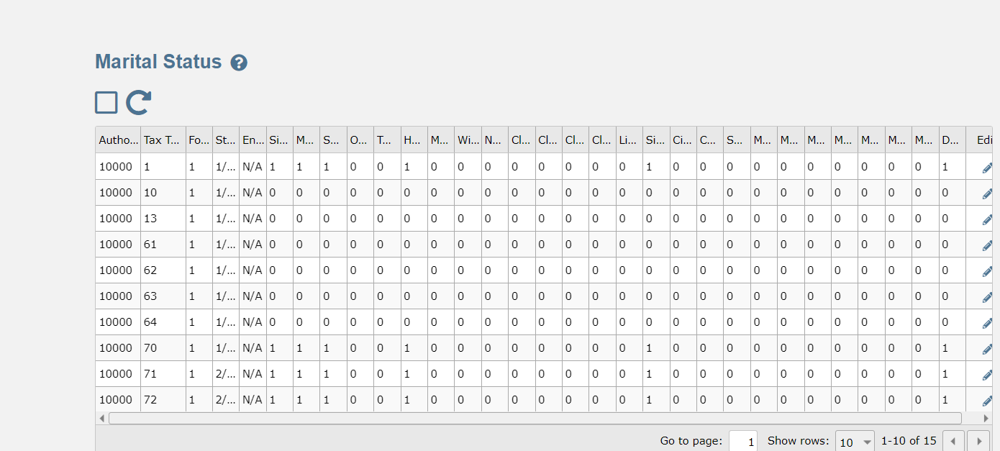 Marital Status ?
Autho... Tax T... Fo... St... En... Si... M... S... O... T... H... M... Wi... N... Cl... Cl... Cl... Cl... Li... Si... Ci... C... S... M... M... M... M... M... M... M... D... Edi
10000 1 1 1/... N/A 1 1 1 0 0 1 0 0 0 0 0 0 0 0 1 0 0 0 0 0 0 0 0 0 0 1
10000 10 1 1/... N/A 0 0 0 0 0 0 0 0 0 0 0 0 0 0 0 0 0 0 0 0 0 0 0 0 0 0
10000 13 1 1/... N/A 0 0 0 0 0 0 0 0 0 0 0 0 0 0 0 0 0 0 0 0 0 0 0 0 0 0
10000 61 1 1/... N/A 0 0 0 0 0 0 0 0 0 0 0 0 0 0 0 0 0 0 0 0 0 0 0 0 0 0
10000 62 1 1/... N/A 0 0 0 0 0 0 0 0 0 0 0 0 0 0 0 0 0 0 0 0 0 0 0 0 0 0
10000 63 1 1/... N/A 0 0 0 0 0 0 0 0 0 0 0 0 0 0 0 0 0 0 0 0 0 0 0 0 0 0
10000 64 1 1/... N/A 0 0 0 0 0 0 0 0 0 0 0 0 0 0 0 0 0 0 0 0 0 0 0 0 0 0
10000 70 1 1/... N/A 1 1 1 0 0 1 0 0 0 0 0 0 0 0 1 0 0 0 0 0 0 0 0 0 0 1
10000 71 1 2/... N/A 1 1 1 0 0 1 0 0 0 0 0 0 0 0 1 0 0 0 0 0 0 0 0 0 0 1
10000 72 1 2/... N/A 1 1 1 0 0 1 0 0 0 0 0 0 0 0 1 0 0 0 0 0 0 0 0 0 0 1
Go to page: 1 Show rows: 10 1-10 of 15